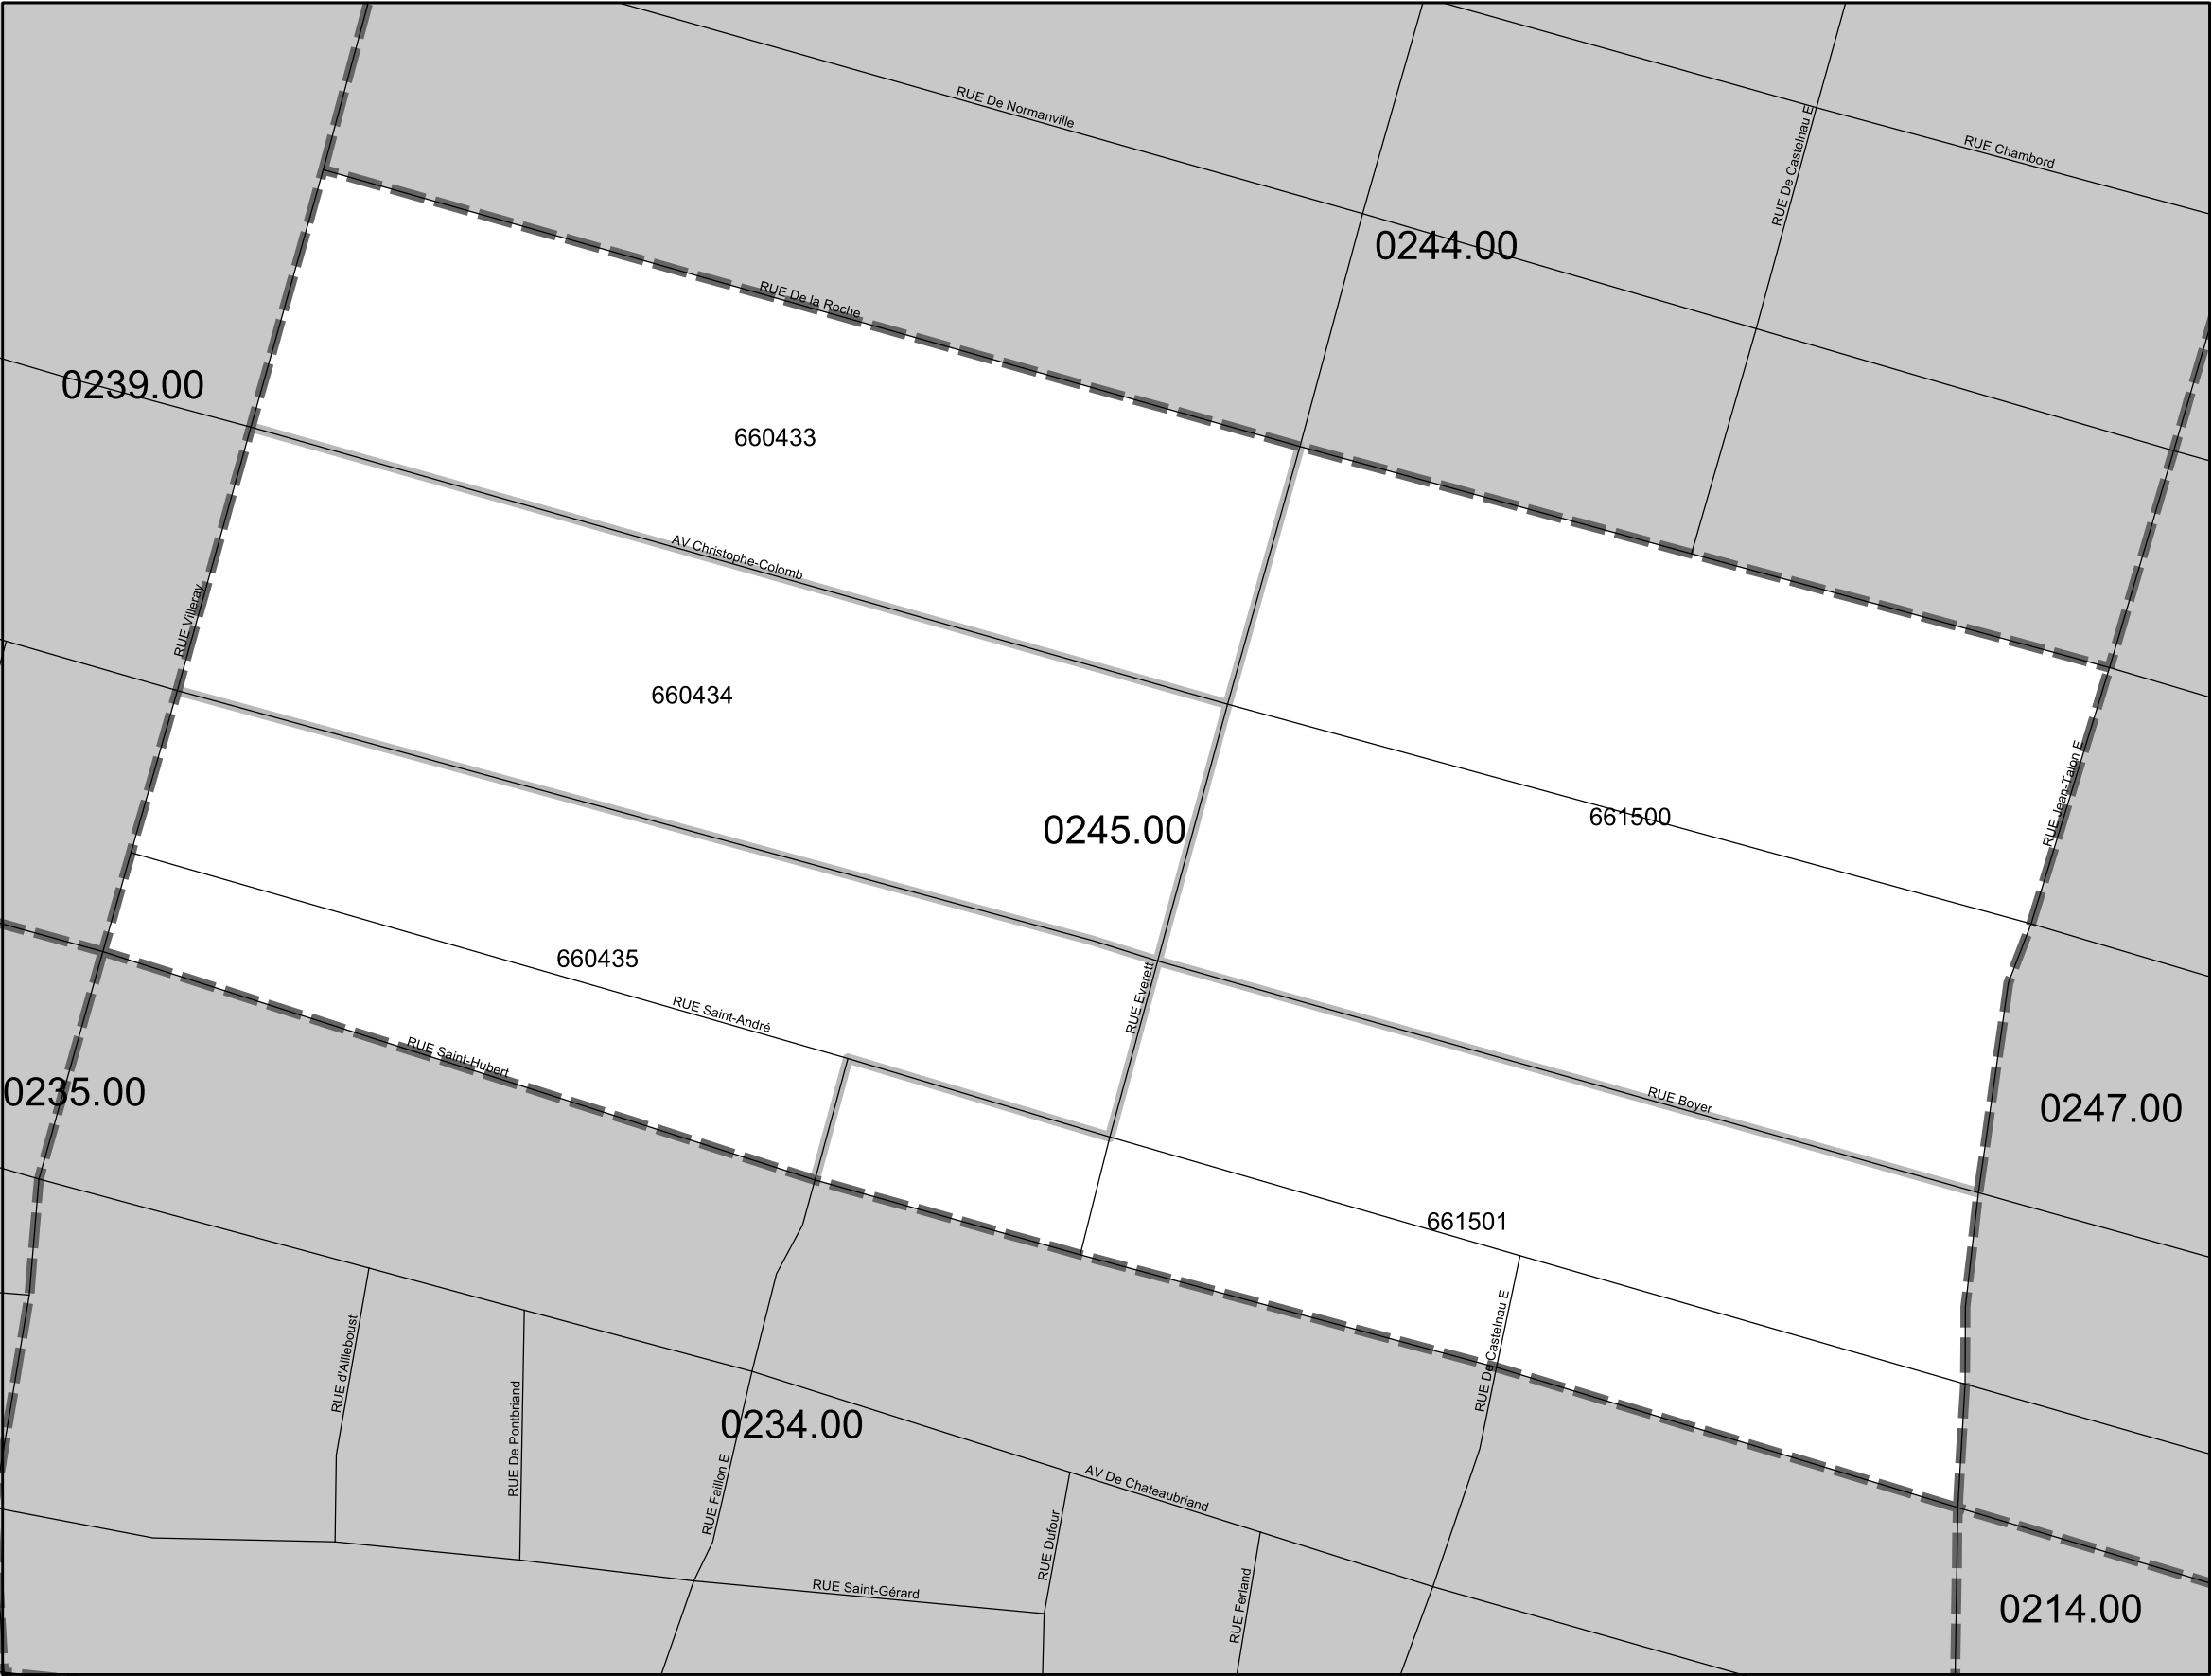 RUE De Normanville
RUE De Castelnau E
RUE Chambord
0244.00
RUE De la Roche
0239.00
660433
AV Christophe-Colomb
RUE Villeray
660434
0245.00
661500
RUE Jean-Talon E
660435
RUE Everett
RUE Saint-André
RUE Saint-Hubert
0235.00
RUE Boyer
0247.00
661501
RUE De Castelnau E
RUE d'Ailleboust
RUE De Pontbriand
0234.00
RUE Faillon E
AV De Chateaubriand
RUE Dufour
RUE Saint-Gérard
RUE Ferland
0214.00